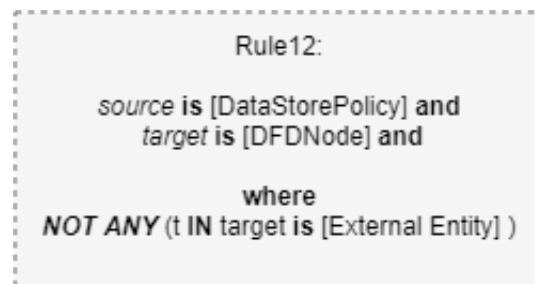 Rule12:
source is [DataStorePolicy] and
target is [DFDNode] and
where
NOT ANY (t IN target is [External Entity] )